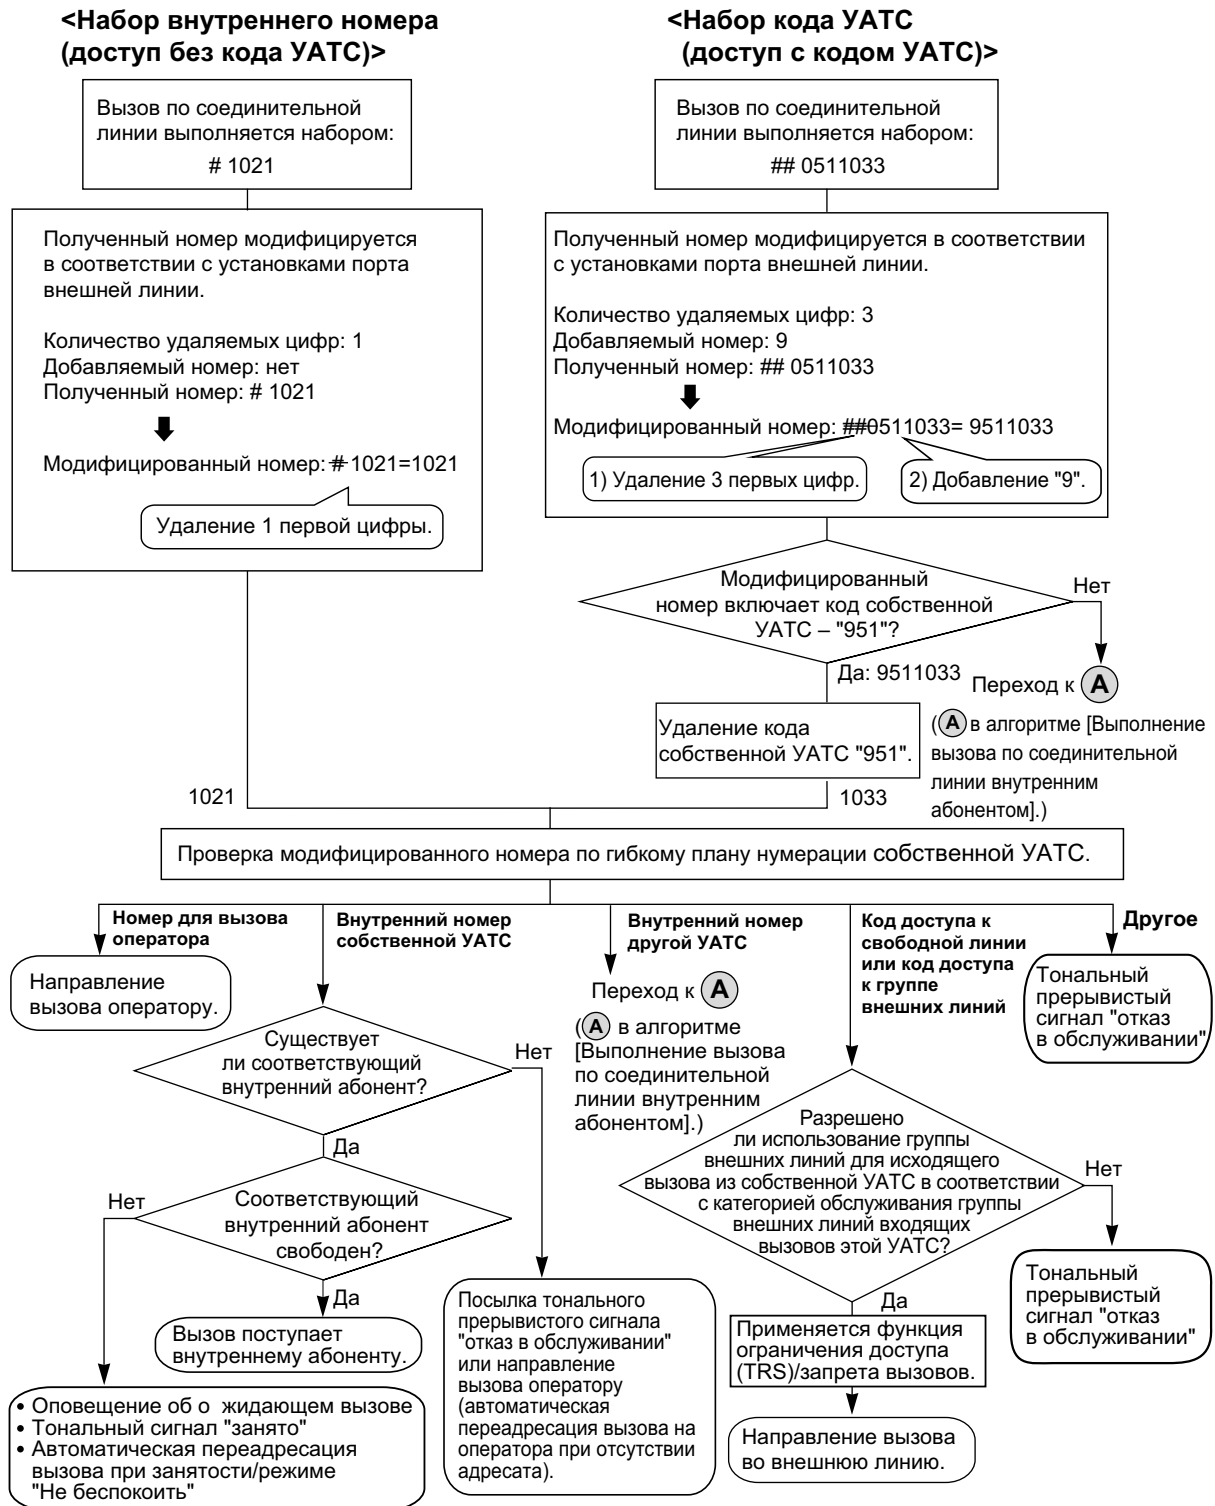 <Набор внутреннего номера
(доступ без кода УАТС)>
Вызов по соединительной
линии выполняется набором:
# 1021
Полученный номер модифицируется
в соответствии с установками порта
внешней линии.
Количество удаляемых цифр: 1
Добавляемый номер: нет
Полученный номер: # 1021
Модифицированный номер: # 1021=1021
Удаление 1 первой цифры.
<Набор кода УАТС
(доступ с кодом УАТС)>
Вызов по соединительной
линии выполняется набором:
## 0511033
Полученный номер модифицируется в соответствии
с установками порта внешней линии.
Количество удаляемых цифр: 3
Добавляемый номер: 9
Полученный номер: ## 0511033
Модифицированный номер: ##0511033= 9511033
1) Удаление 3 первых цифр.
2) Добавление "9".
Модифицированный
номер включает код собственной
УАТС – "951"?
Нет
Да: 9511033
Переход к A
(A в алгоритме [Выполнение
вызова по соединительной
линии внутренним
абонентом].)
Удаление кода
собственной УАТС "951".
1021
1033
Проверка модифицированного номера по гибкому плану нумерации собственной УАТС.
Номер для вызова
оператора
Направление
вызова оператору.
Внутренний номер
собственной УАТС
Существует
ли соответствующий
внутренний абонент?
Нет
Да
Соответствующий
внутренний абонент
свободен?
Нет
Да
Вызов поступает
внутреннему абоненту.
• Оповещение об о жидающем вызове
• Тональный сигнал "занято"
• Автоматическая переадресация
вызова при занятости/режиме
"Не беспокоить"
Посылка тонального
прерывистого сигнала
"отказ в обслуживании"
или направление
вызова оператору
(автоматическая
переадресация вызова на
оператора при отсутствии
адресата).
Внутренний номер
другой УАТС
Переход к A
(A в алгоритме
[Выполнение вызова
по соединительной
линии внутренним
абонентом].)
Код доступа к
свободной линии
или код доступа
к группе
внешних линий
Разрешено
ли использование группы
внешних линий для исходящего
вызова из собственной УАТС в соответствии
с категорией обслуживания группы
внешних линий входящих
вызовов этой УАТС?
Нет
Тональный
прерывистый
сигнал "отказ
в обслуживании"
Да
Применяется функция
ограничения доступа
(TRS)/запрета вызовов.
Направление вызова
во внешнюю линию.
Другое
Тональный
прерывистый
сигнал "отказ
в обслуживании"